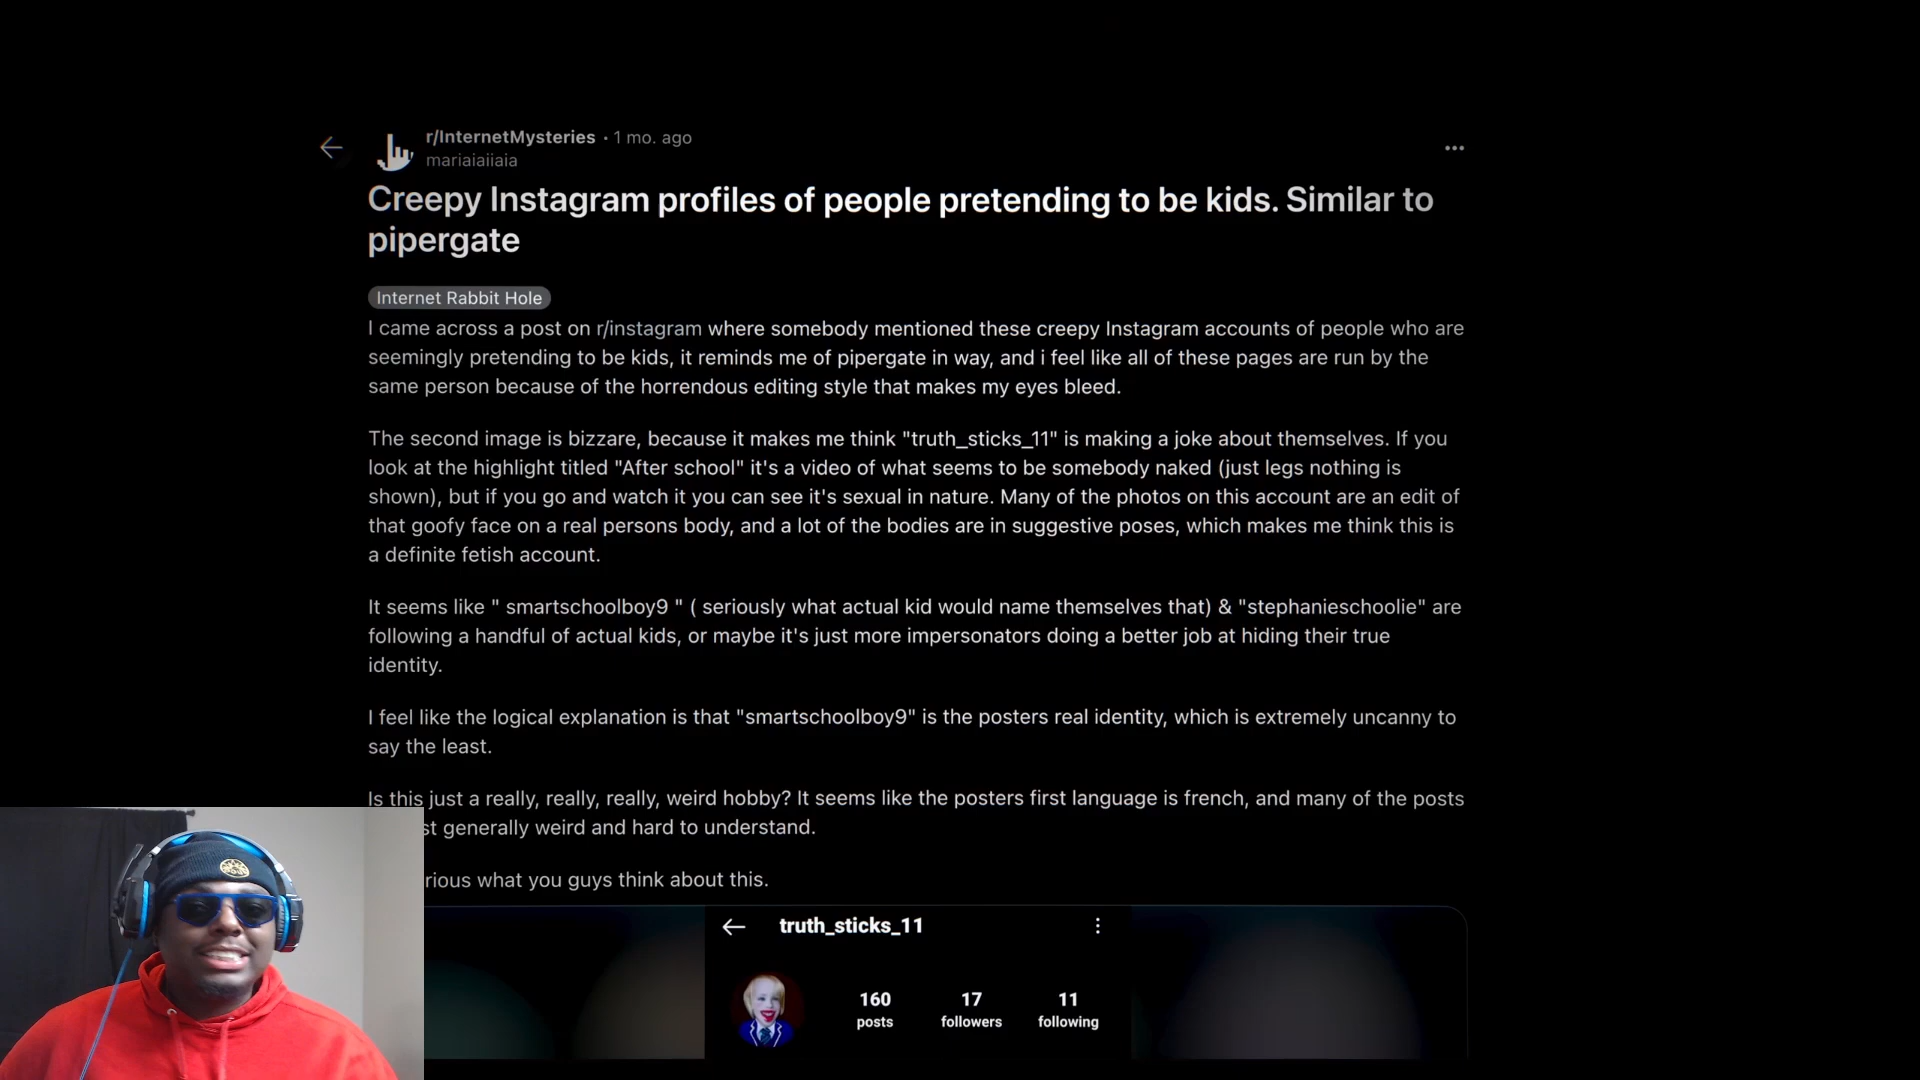 r/InternetMysteries • 1 mo. ago
mariaiaiiaia
Creepy Instagram profiles of people pretending to be kids. Similar to
pipergate
Internet Rabbit Hole
I came across a post on r/instagram where somebody mentioned these creepy Instagram accounts of people who are
seemingly pretending to be kids, it reminds me of pipergate in way, and i feel like all of these pages are run by the
same person because of the horrendous editing style that makes my eyes bleed.
The second image is bizzare, because it makes me think "truth_sticks_11" is making a joke about themselves. If you
look at the highlight titled "After school" it's a video of what seems to be somebody naked (just legs nothing is
shown), but if you go and watch it you can see it's sexual in nature. Many of the photos on this account are an edit of
that goofy face on a real persons body, and a lot of the bodies are in suggestive poses, which makes me think this is
a definite fetish account.
It seems like " smartschoolboy9 " ( seriously what actual kid would name themselves that) & "stephanieschoolie" are
following a handful of actual kids, or maybe it's just more impersonators doing a better job at hiding their true
identity.
I feel like the logical explanation is that "smartschoolboy9" is the posters real identity, which is extremely uncanny to
say the least.
Is this just a really, really, really, weird hobby? It seems like the posters first language is french, and many of the posts
st generally weird and hard to understand.
rious what you guys think about this.
truth_sticks_11
160 17 11
posts followers following